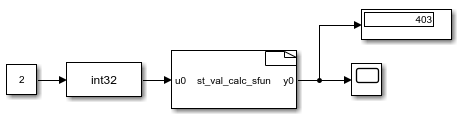 403
2
int32
u0
st_val_calc_sfun
y0